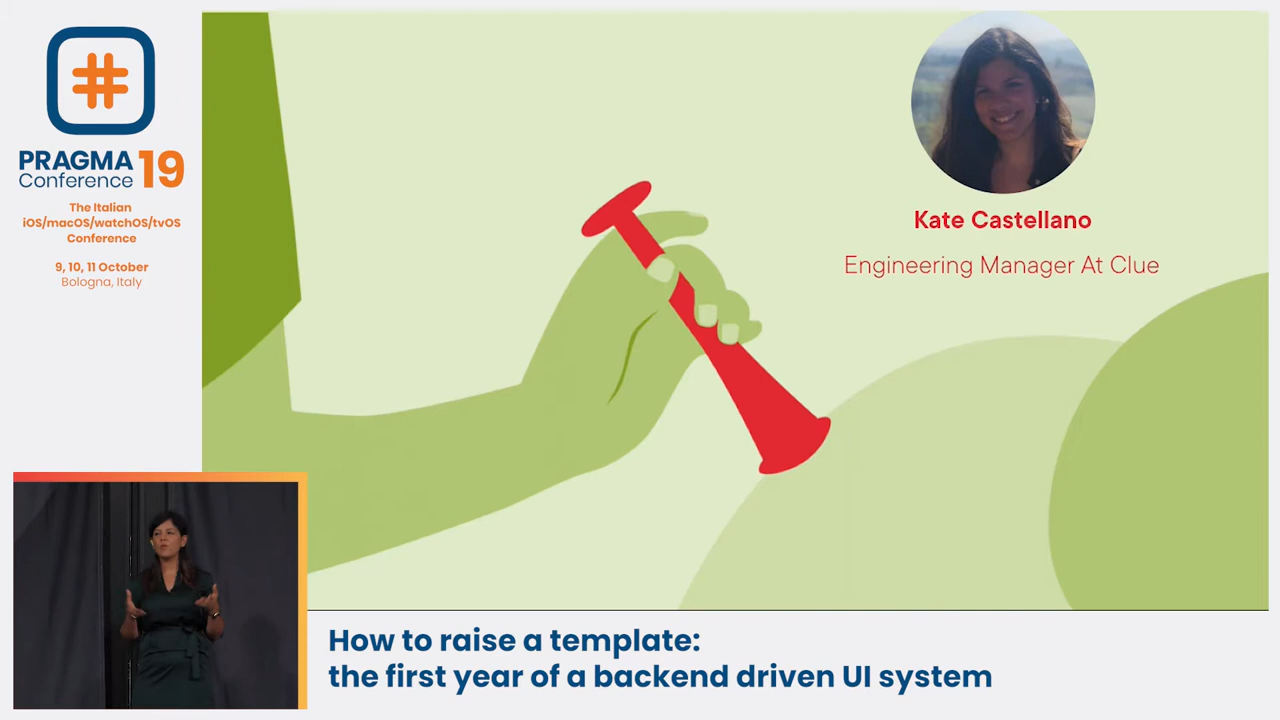 #
PRAGMA 19
Conference
The Italian
iOS/macOS/watchOS/tvOS
Conference
9, 10, 11 October
Bologna, Italy
Kate Castellano
Engineering Manager At Clue
How to raise a template:
the first year of a backend driven UI system